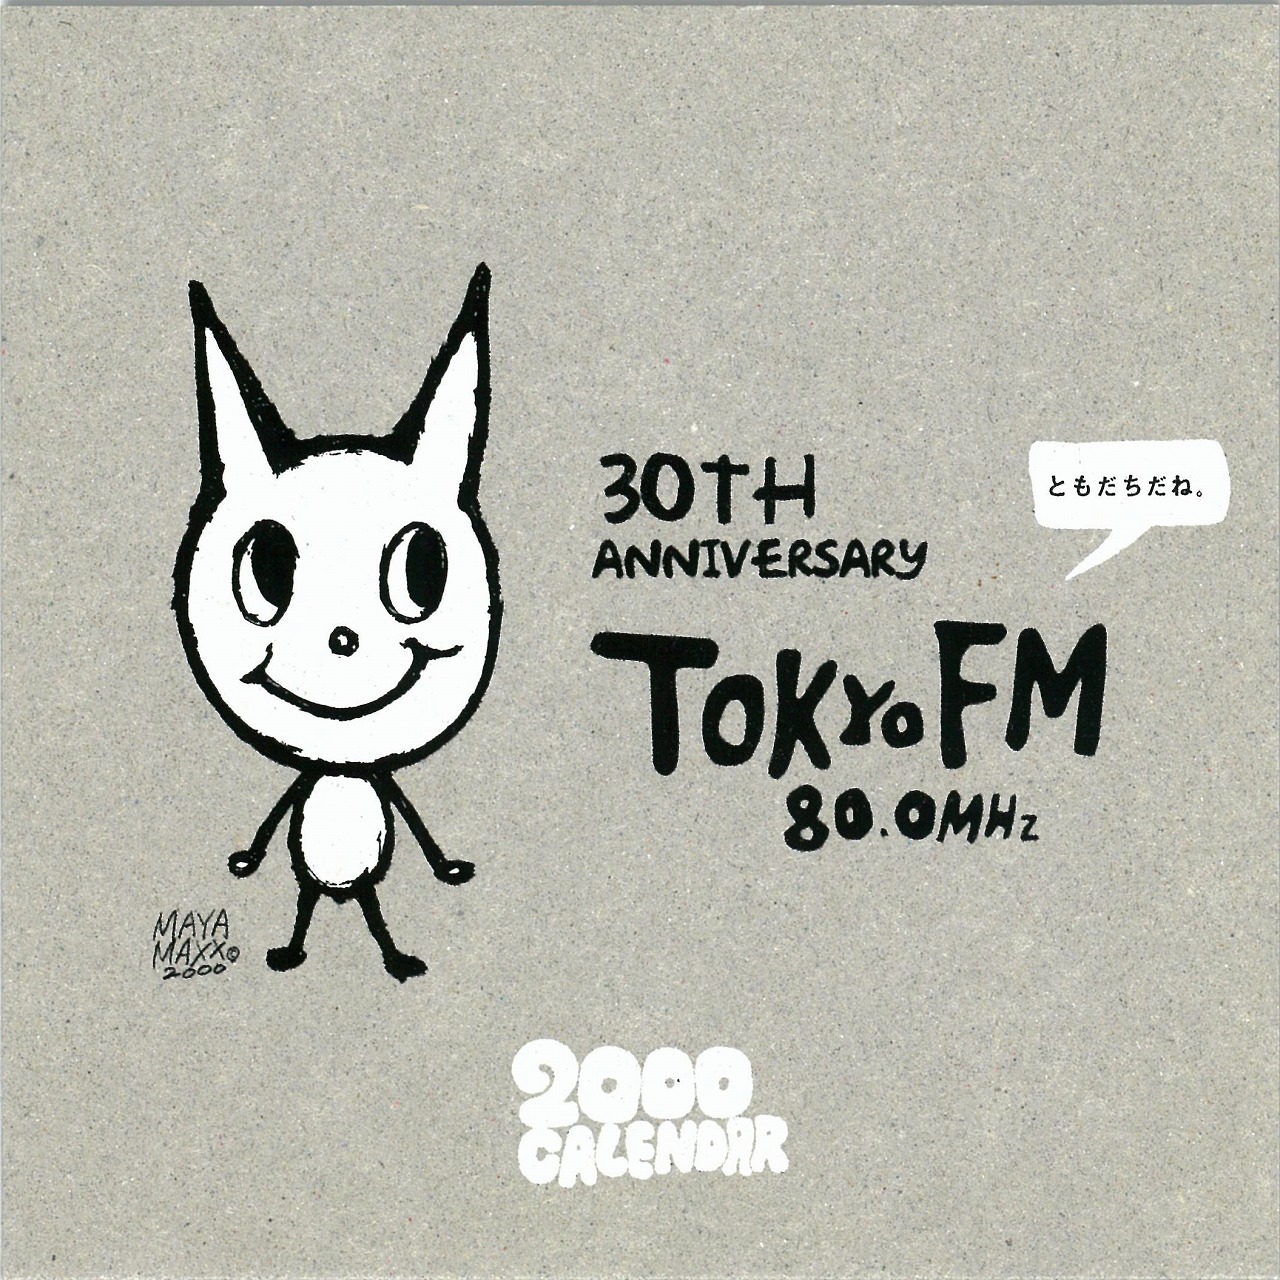 30TH
ANNIVERSARY
ともだちだね。
TOKYO FM
80.0MHz
MAYA
MAXX©
2000
2000
CALENDAR